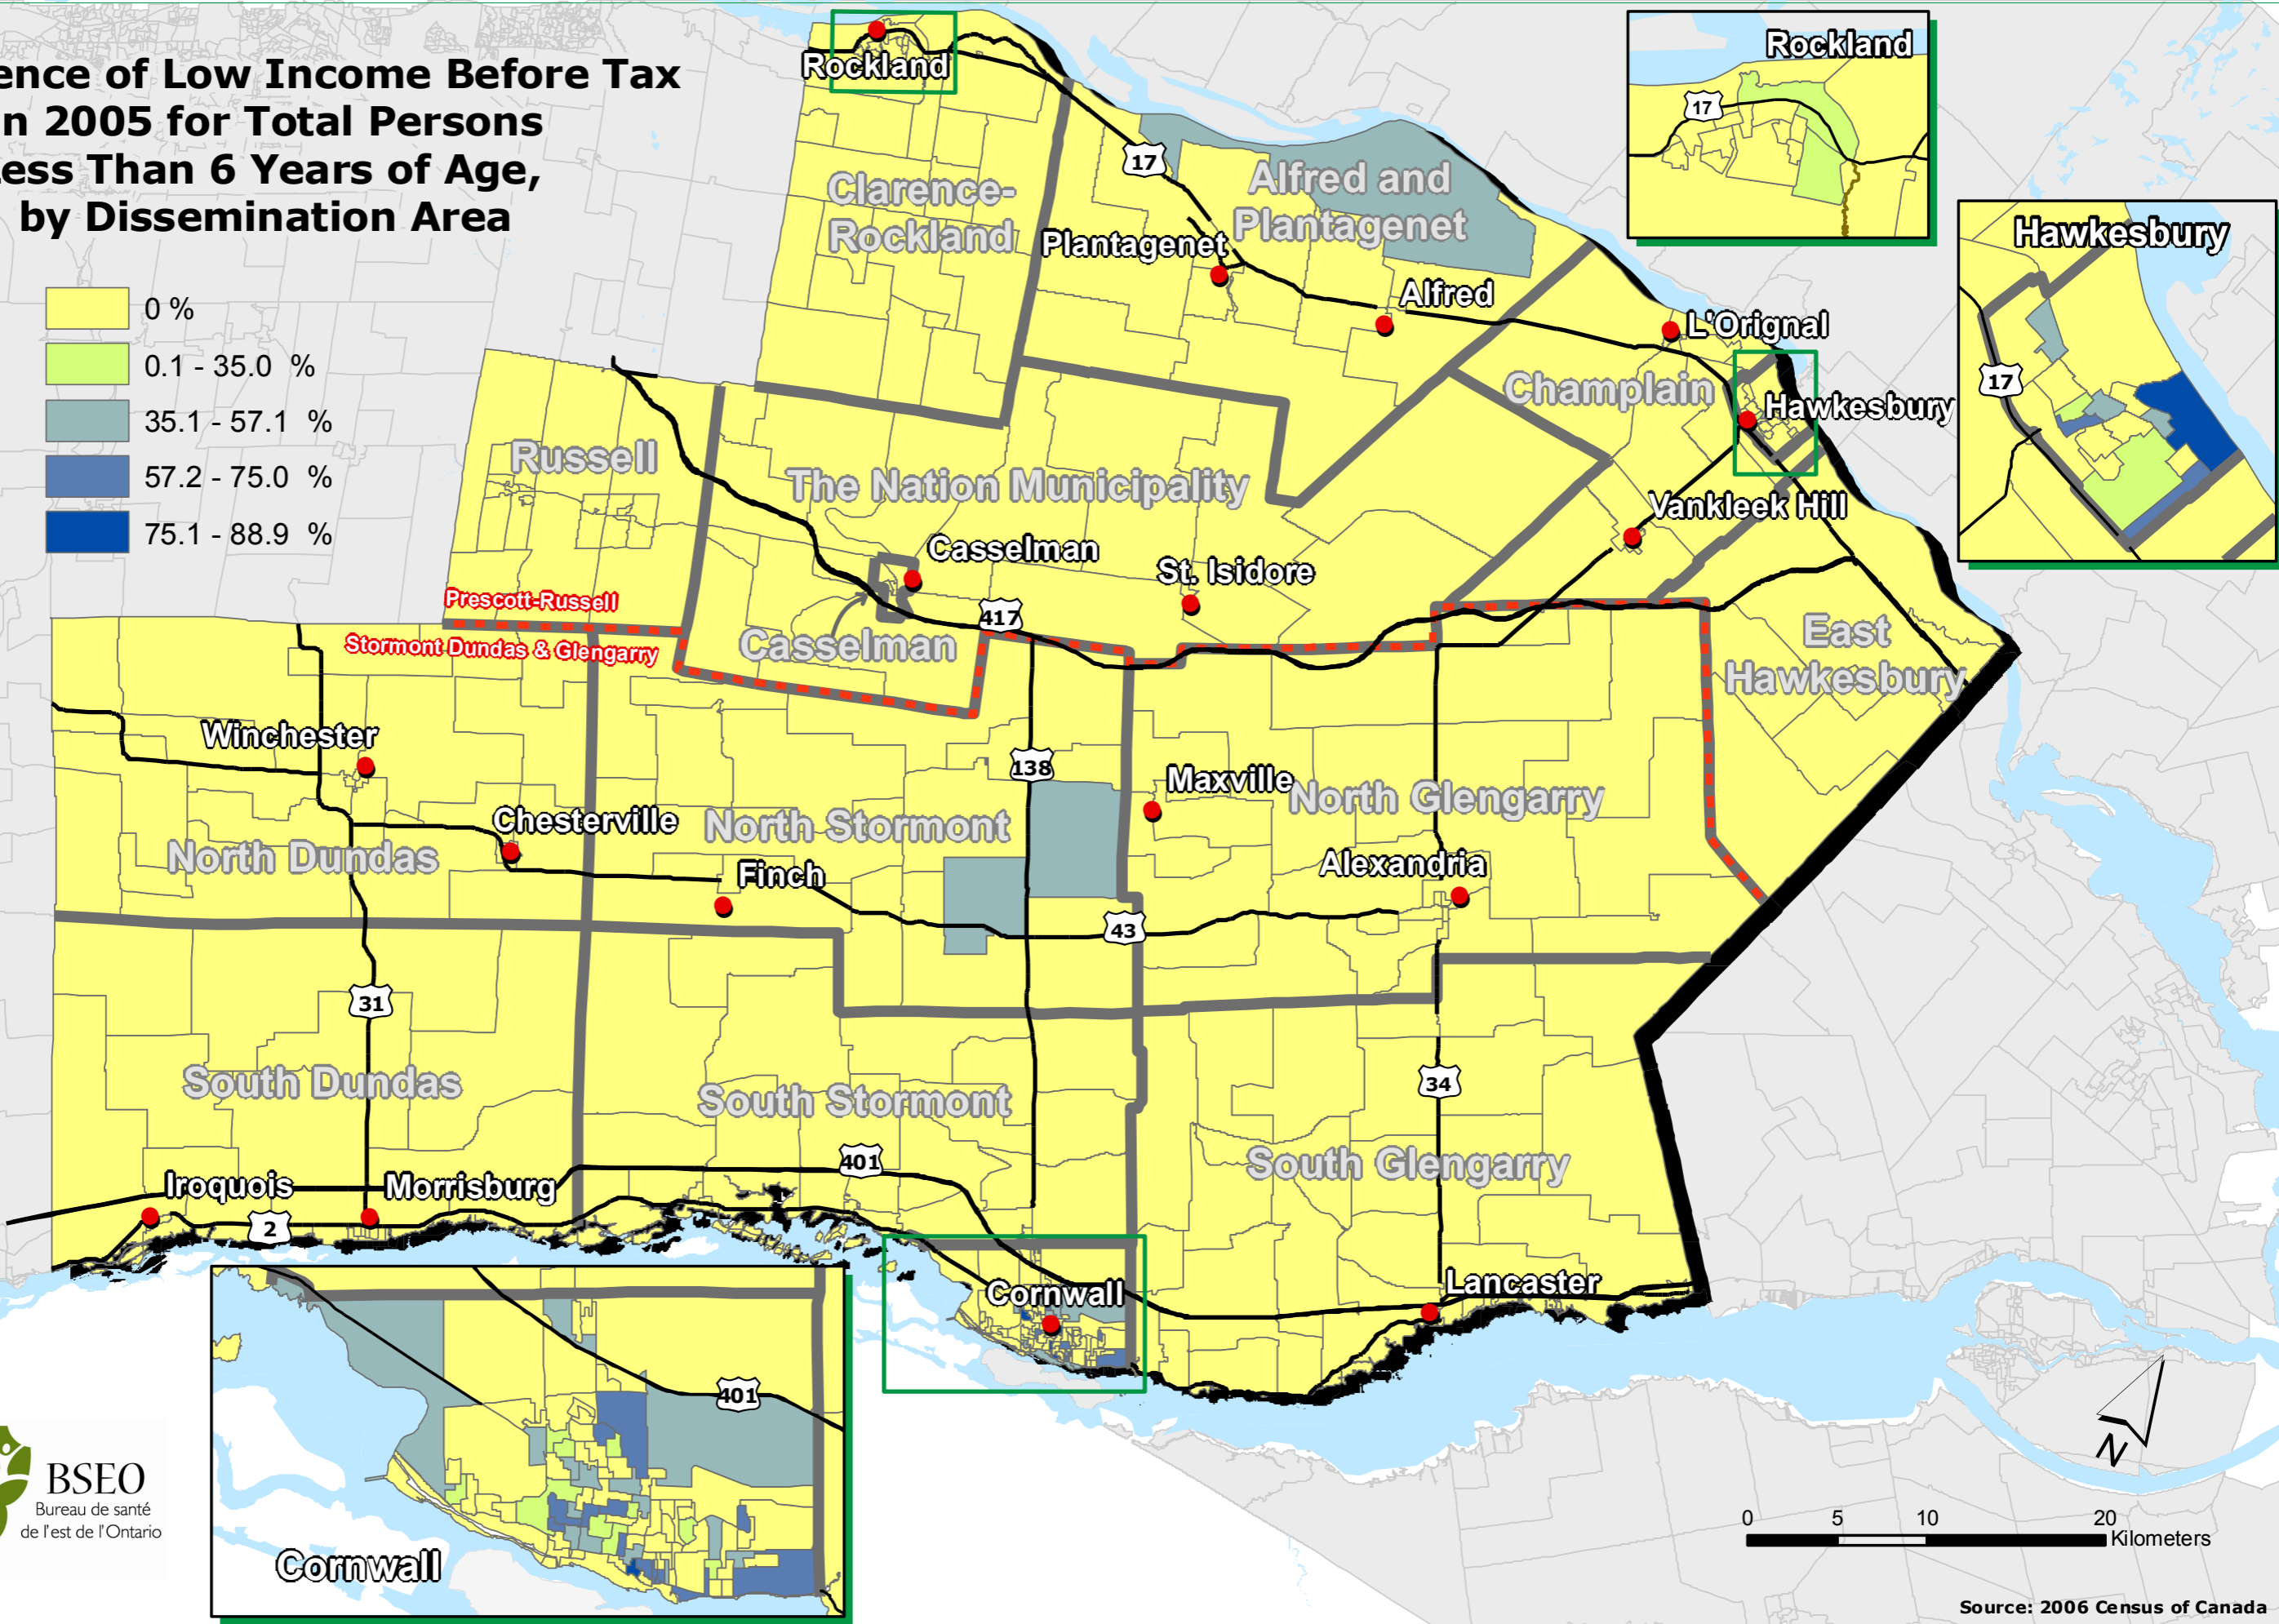 ence of Low Income Before Tax
n 2005 for Total Persons
ess Than 6 Years of Age,
by Dissemination Area
0 %
0.1 - 35.0 %
35.1 - 57.1 %
57.2 - 75.0 %
75.1 - 88.9 %
Rockland
Rockland
17
Hawkesbury
17
17
Clarence-
Rockland
Alfred and
Plantagenet
Plantagenet
Alfred
L'Orignal
Champlain
Hawkesbury
Russell
The Nation Municipality
Vankleek Hill
Casselman
St. Isidore
Prescott-Russell
417
Stormont Dundas & Glengarry
Casselman
East
Hawkesbury
Winchester
138
Maxville
North Glengarry
Chesterville
North Stormont
North Dundas
Finch
Alexandria
43
31
South Dundas
South Stormont
34
401
South Glengarry
Iroquois
Morrisburg
2
Cornwall
Lancaster
401
Cornwall
BSEO
Bureau de santé
de l'est de l'Ontario
N
0 5 10 20
Kilometers
Source: 2006 Census of Canada